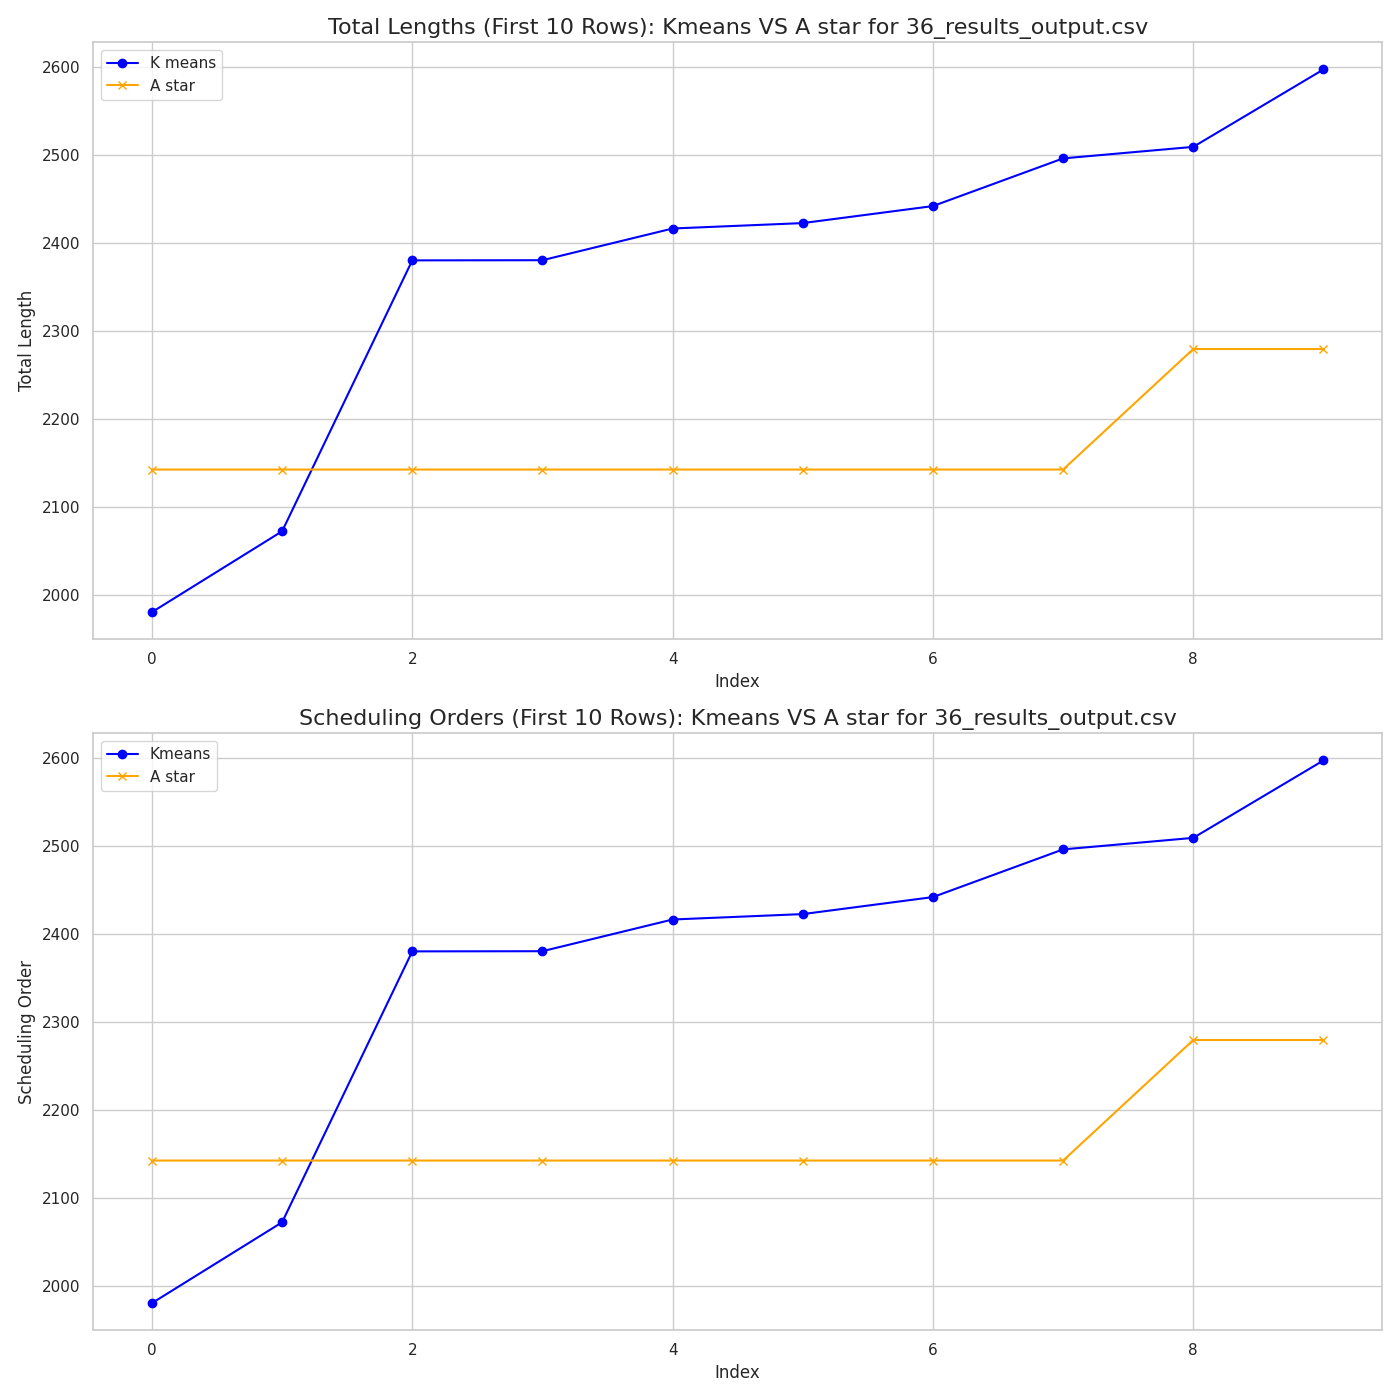 Total Lengths (First 10 Rows): Kmeans VS A star for 36_results_output.csv
K means
A star
2600
2500
2400
2300
2200
2100
2000
Total Length
0 2 4 6 8
Index
Scheduling Orders (First 10 Rows): Kmeans VS A star for 36_results_output.csv
Kmeans
A star
2600
2500
2400
2300
2200
2100
2000
Scheduling Order
0 2 4 6 8
Index